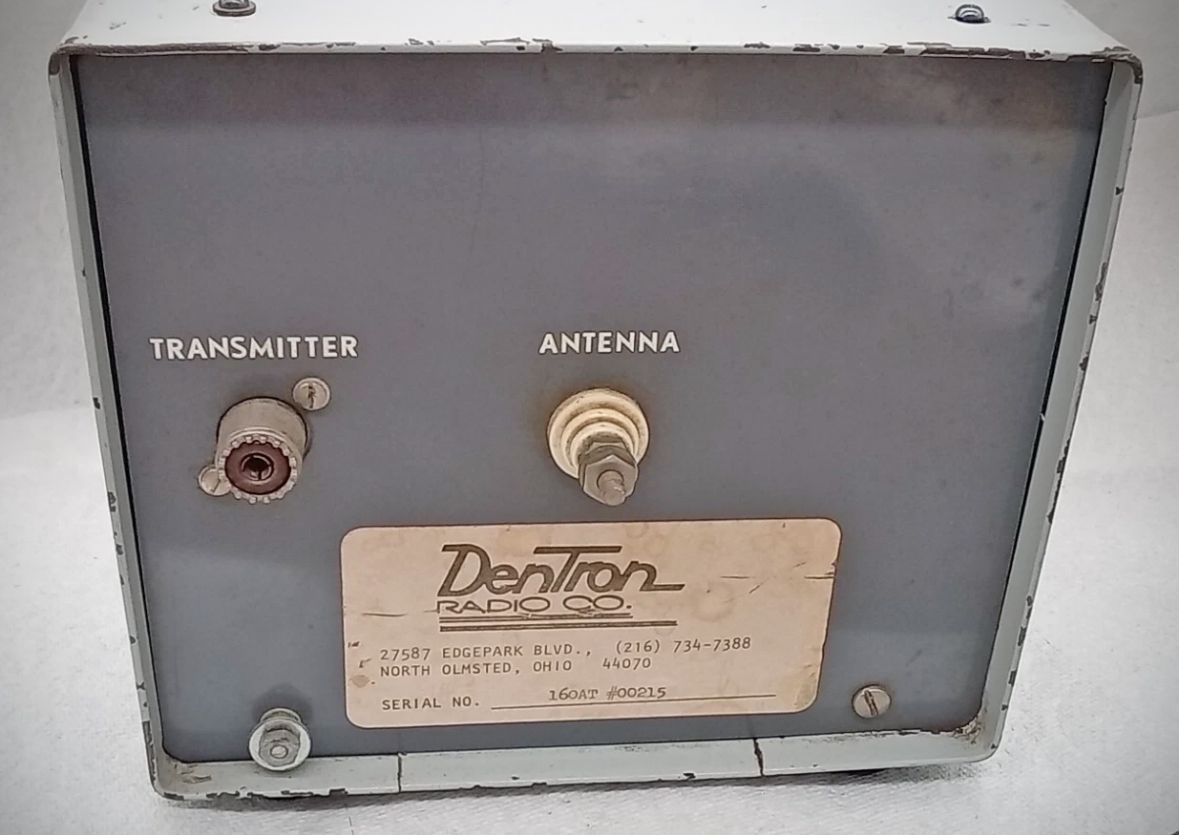 TRANSMITTER
ANTENNA
DenTron
RADIO CO.
27587 EDGEPARK BLVD., (216) 734-7388
NORTH OLMSTED, OHIO 44070
SERIAL NO. 160AT #00215